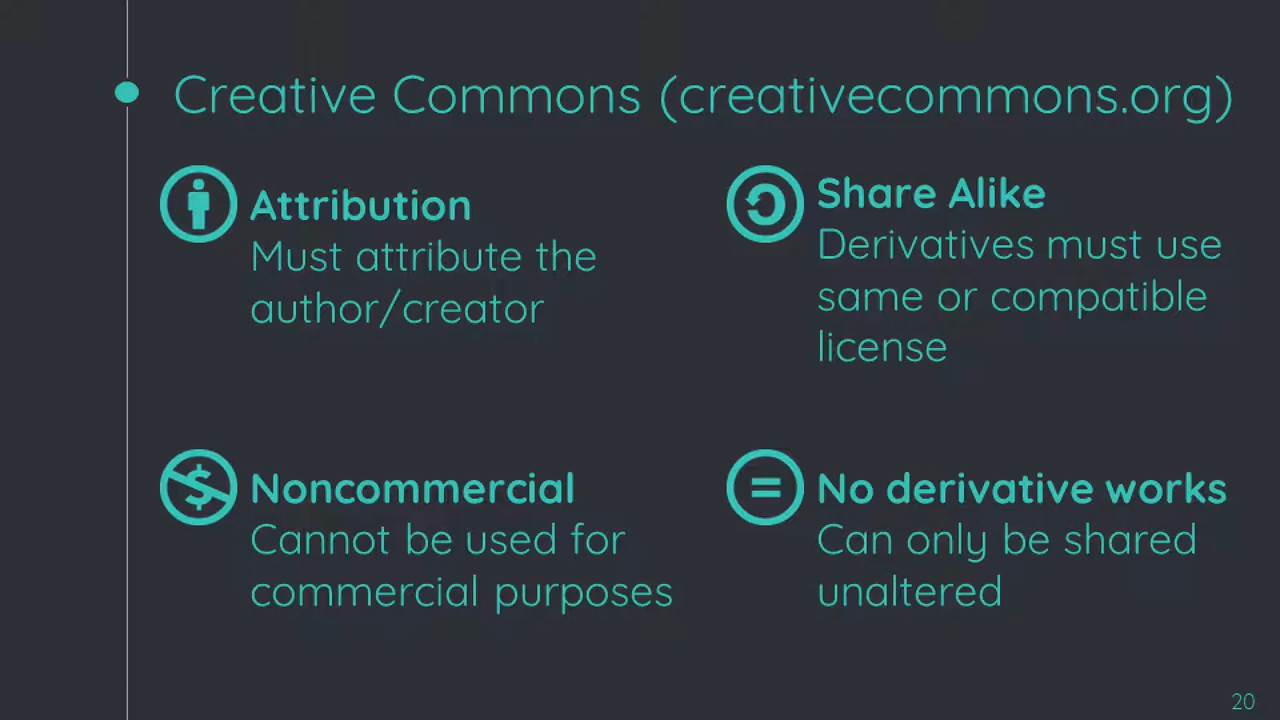 Creative Commons (creativecommons.org)
Attribution
Must attribute the
author/creator
Share Alike
Derivatives must use
same or compatible
license
Noncommercial
Cannot be used for
commercial purposes
No derivative works
Can only be shared
unaltered
20